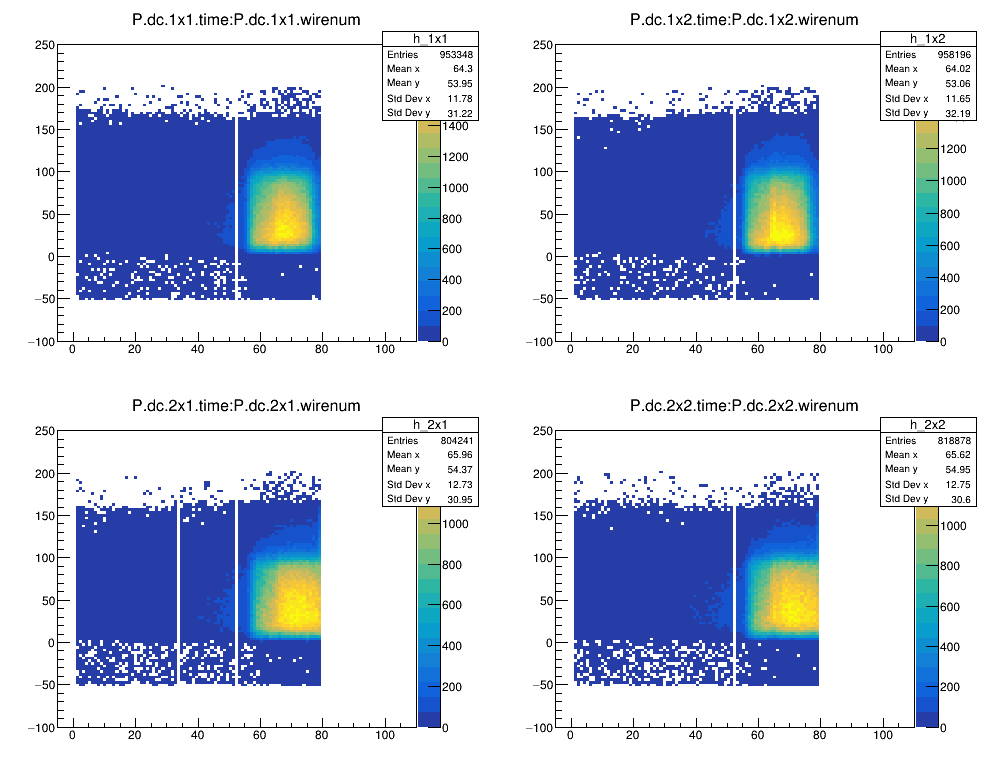 P.dc.1x1.time:P.dc.1x1.wirenum
h_1x1
Entries 953348
Mean x 64.3
Mean y 53.95
Std Dev x 11.78
Std Dev y 31.22
250
200
150
100
50
0
−50
−100
0 20 40 60 80 100
1400
1200
1000
800
600
400
200
0
P.dc.1x2.time:P.dc.1x2.wirenum
h_1x2
Entries 958196
Mean x 64.02
Mean y 53.06
Std Dev x 11.65
Std Dev y 32.19
250
200
150
100
50
0
−50
−100
0 20 40 60 80 100
1200
1000
800
600
400
200
0
P.dc.2x1.time:P.dc.2x1.wirenum
h_2x1
Entries 804241
Mean x 65.96
Mean y 54.37
Std Dev x 12.73
Std Dev y 30.95
250
200
150
100
50
0
−50
−100
0 20 40 60 80 100
1000
800
600
400
200
0
P.dc.2x2.time:P.dc.2x2.wirenum
h_2x2
Entries 818878
Mean x 65.62
Mean y 54.95
Std Dev x 12.75
Std Dev y 30.6
250
200
150
100
50
0
−50
−100
0 20 40 60 80 100
1000
800
600
400
200
0